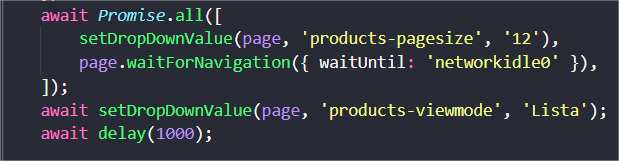 await Promise.all([
setDropDownValue(page, 'products-pagesize', '12'),
page.waitForNavigation({ waitUntil: 'networkidle0' }),
]);
await setDropDownValue(page, 'products-viewmode', 'Lista');
await delay(1000);